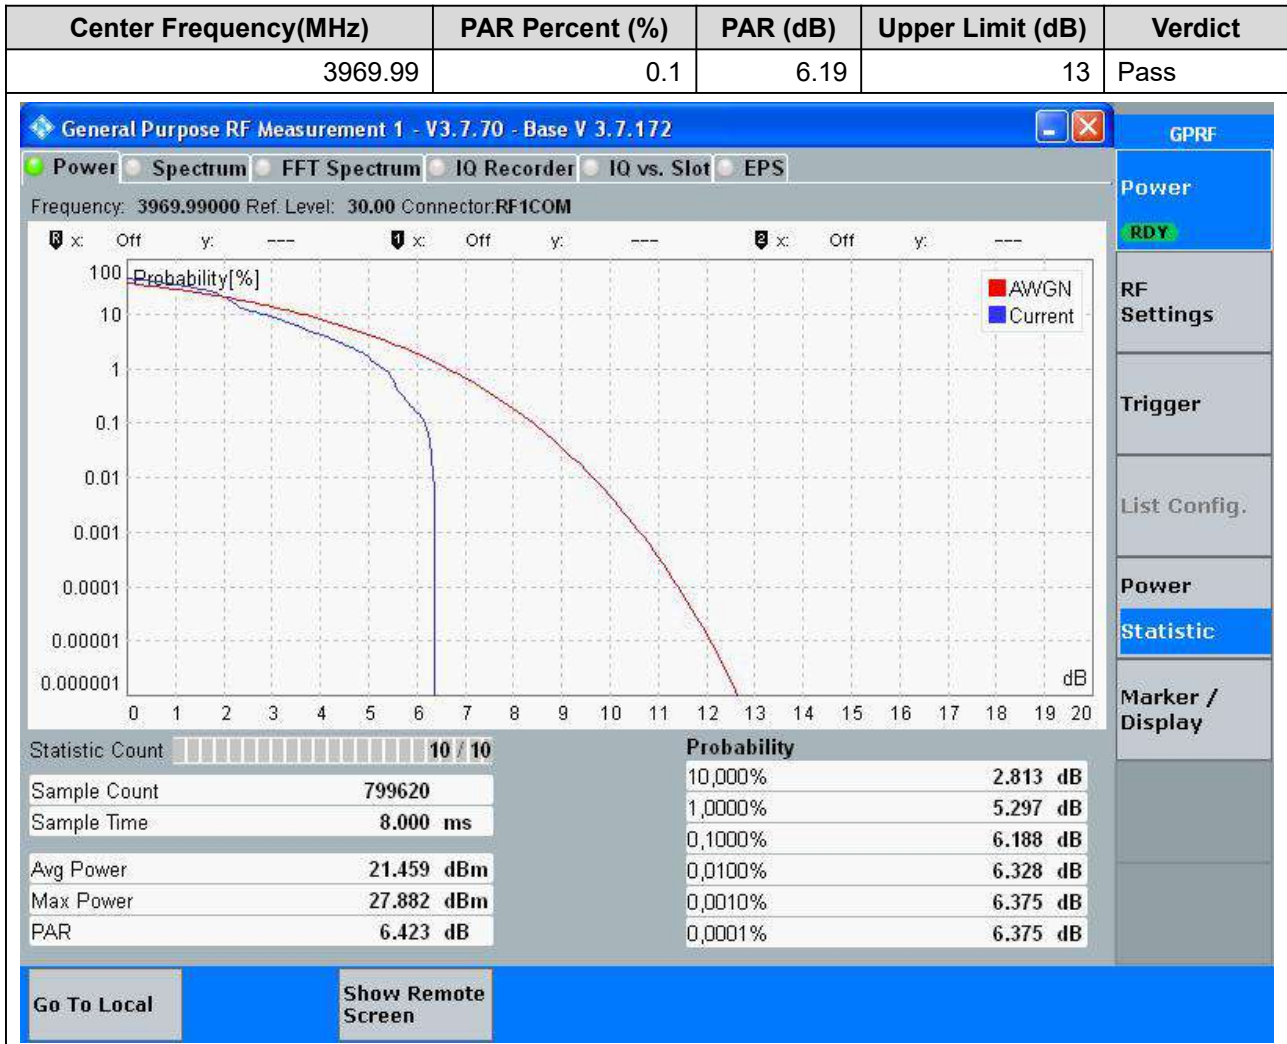 Center Frequency(MHz) PAR Percent (%) PAR (dB) Upper Limit (dB) Verdict
3969.99 0.1 6.19 13 Pass
General Purpose RF Measurement 1 - V3.7.70 - Base V 3.7.172
GPRF
Power Spectrum FFT Spectrum IQ Recorder IQ vs. Slot EPS
Frequency: 3969.99000 Ref. Level: 30.00 Connector:RF1COM
R x: Off y: --- 1 x: Off y: --- 2 x: Off y: ---
Probability[%]
100
10
1
0.1
0.01
0.001
0.0001
0.00001
0.000001
AWGN
Current
dB
0 1 2 3 4 5 6 7 8 9 10 11 12 13 14 15 16 17 18 19 20
Statistic Count 10 / 10
Sample Count 799620
Sample Time 8.000 ms
Avg Power 21.459 dBm
Max Power 27.882 dBm
PAR 6.423 dB
Probability
10,000% 2.813 dB
1,0000% 5.297 dB
0,1000% 6.188 dB
0,0100% 6.328 dB
0,0010% 6.375 dB
0,0001% 6.375 dB
Power
RDY
RF
Settings
Trigger
List Config.
Power
Statistic
Marker /
Display
Go To Local
Show Remote
Screen